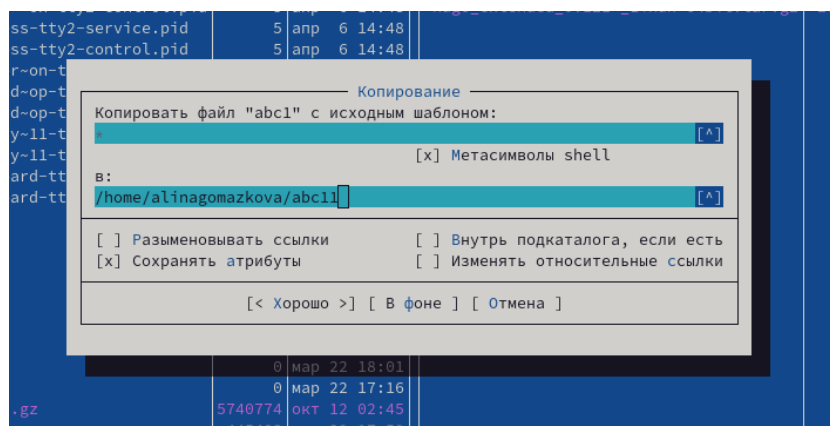 ss-tty2-service.pid 5 апр 6 14:48
ss-tty2-control.pid 5 апр 6 14:48
r~on-t
d~op-t
d~op-t
y~11-t
y~11-t
ard-tt
ard-tt
Копирование
Копировать файл "abc1" с исходным шаблоном:
* [^]
[x] Метасимволы shell
в:
/home/alinagomazkova/abc11 [^]
[ ] Разыменовывать ссылки [ ] Внутрь подкаталога, если есть
[x] Сохранять атрибуты [ ] Изменять относительные ссылки
[< Хорошо >] [ В фоне ] [ Отмена ]
0 мар 22 18:01
0 мар 22 17:16
.gz 5740774 окт 12 02:45